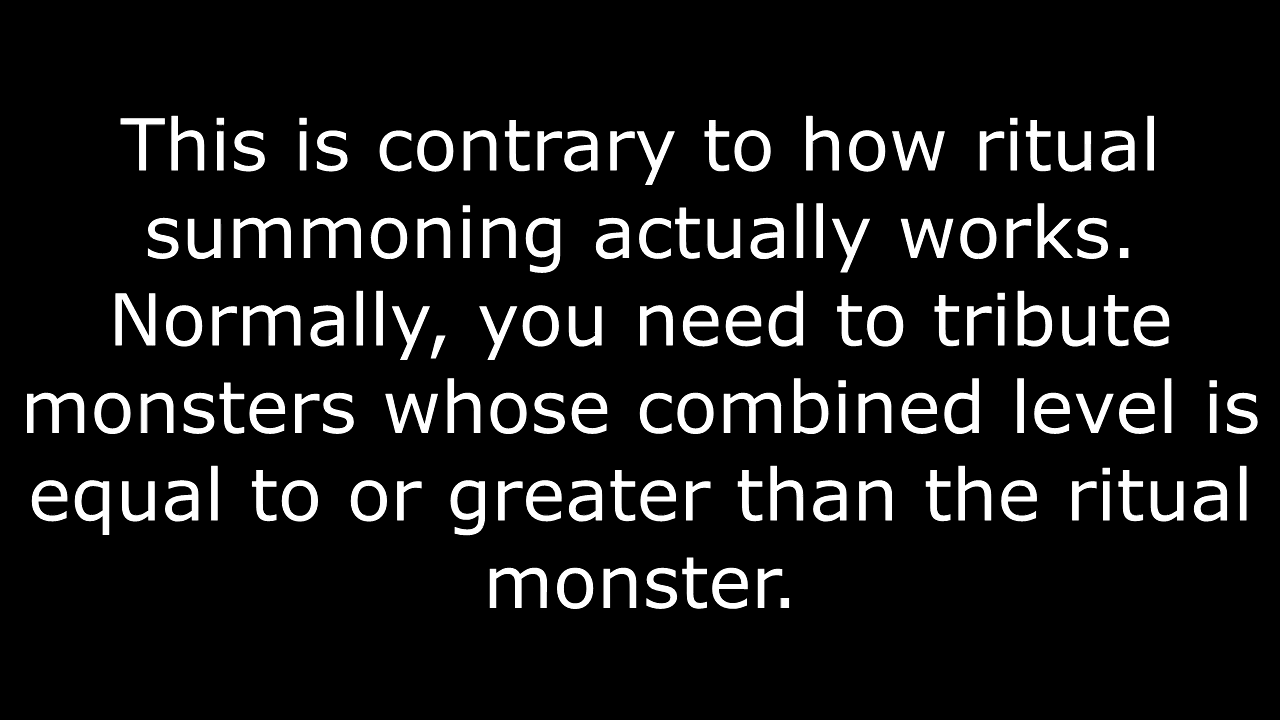 This is contrary to how ritual
summoning actually works.
Normally, you need to tribute
monsters whose combined level is
equal to or greater than the ritual
monster.